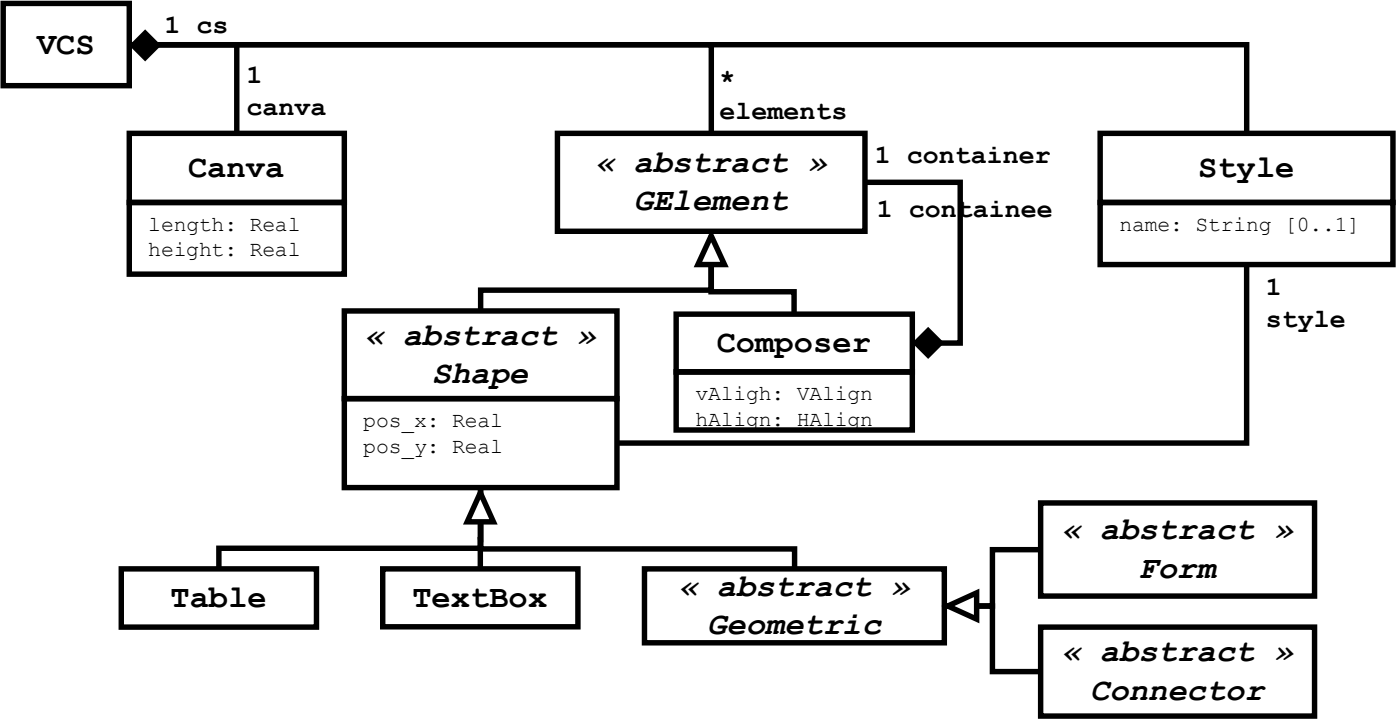 VCS
1 cs
1
canva
*
elements
Canva
length: Real
height: Real
« abstract »
GElement
1 container
1 containee
Style
name: String [0..1]
1
style
« abstract »
Shape
pos_x: Real
pos_y: Real
Composer
vAligh: VAlign
hAlign: HAlign
Table
TextBox
« abstract »
Geometric
« abstract »
Form
« abstract »
Connector